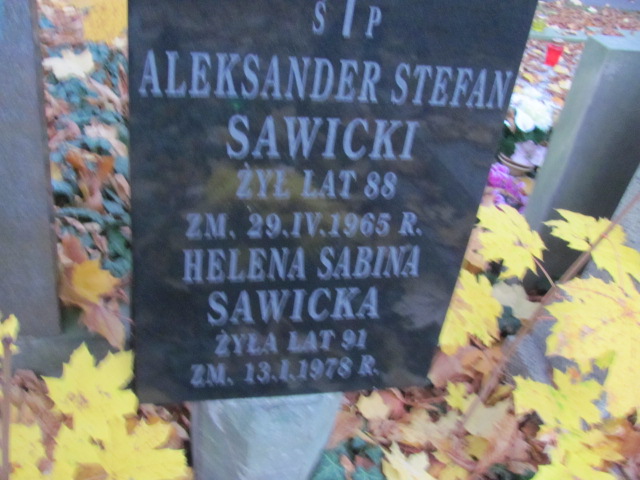 S P
ALEKSANDER STEFAN
SAWICKI
ŻYŁ LAT 88
ZM. 29.IV.1965 R.
HELENA SABINA
SAWICKA
ŻYŁA LAT 91
ZM. 13.I.1978 R.